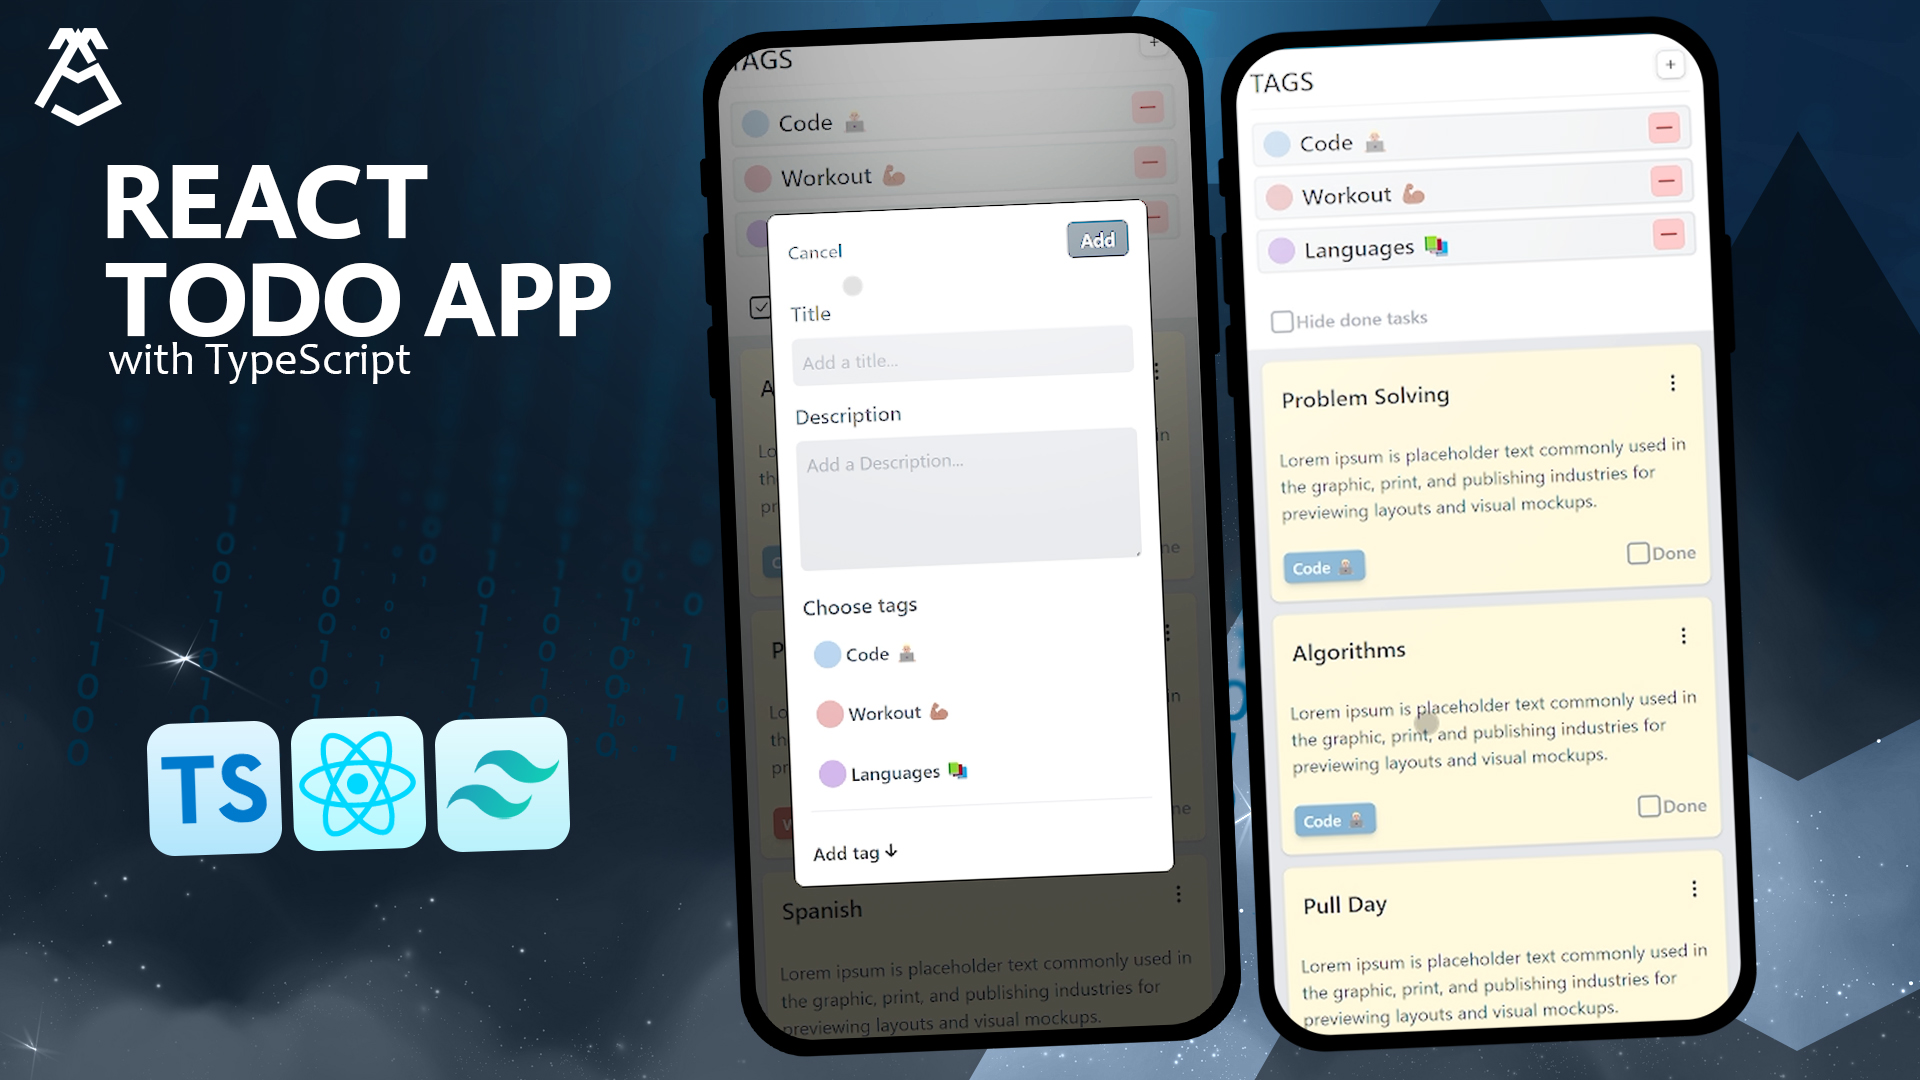 REACT
TODO APP
with TypeScript
TS
TAGS
+
Code
Workout
Cancel
Add
Title
Add a title...
Description
Add a Description...
Choose tags
Code
Workout
Languages
Add tag
Spanish
Lorem ipsum is placeholder text commonly used in
the graphic, print, and publishing industries for
previewing layouts and visual mockups.
TAGS
+
Code
Workout
Languages
Hide done tasks
Problem Solving
Lorem ipsum is placeholder text commonly used in
the graphic, print, and publishing industries for
previewing layouts and visual mockups.
Code
Done
Algorithms
Lorem ipsum is placeholder text commonly used in
the graphic, print, and publishing industries for
previewing layouts and visual mockups.
Code
Done
Pull Day
Lorem ipsum is placeholder text commonly used in
the graphic, print, and publishing industries for
previewing layouts and visual mockups.